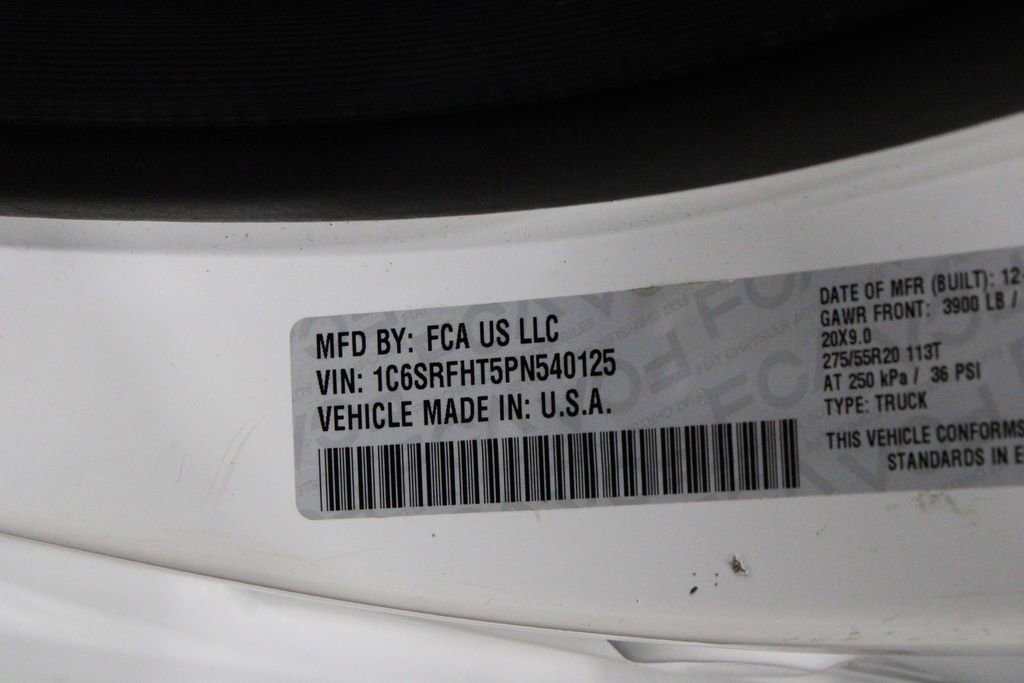 MFD BY: FCA US LLC
VIN: 1C6SRFHT5PN540125
VEHICLE MADE IN: U.S.A.
DATE OF MFR (BUILT): 12
GAWR FRONT: 3900 LB /
20X9.0
275/55R20 113T
AT 250 kPa / 36 PSI
TYPE: TRUCK
THIS VEHICLE CONFORMS
STANDARDS IN E